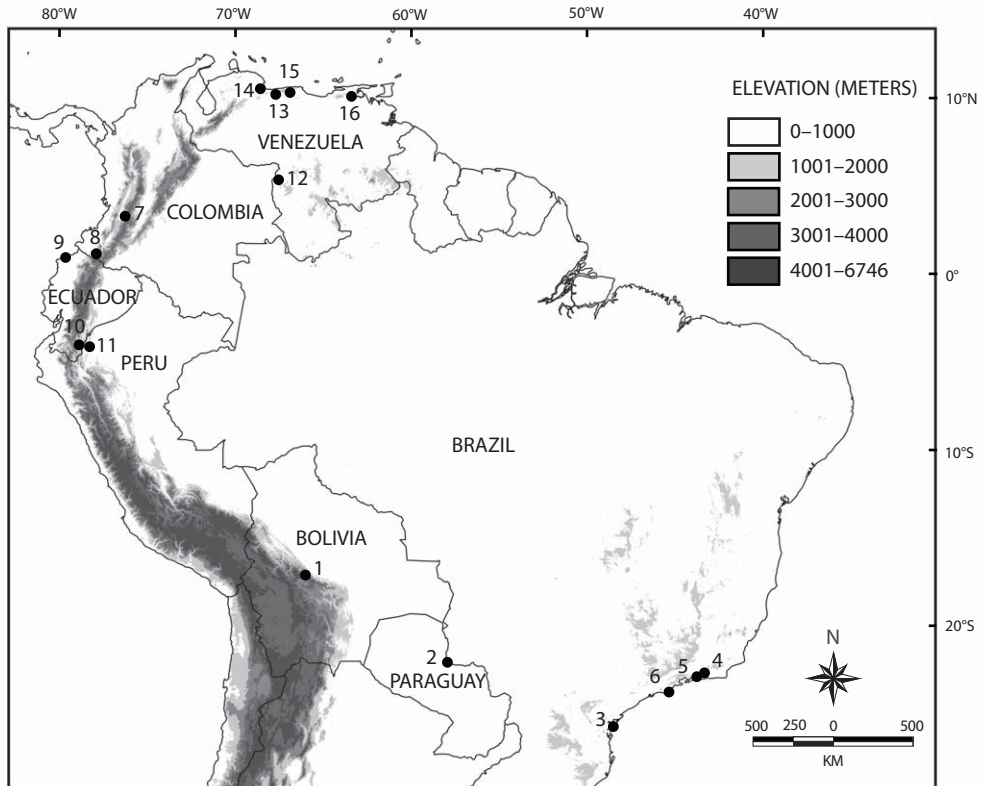 80°W 70°W 60°W 50°W 40°W
15
14
13
16
10°N
VENEZUELA
12
7
COLOMBIA
9
8
0°
ECUADOR
10
11
PERU
BRAZIL
10°S
BOLIVIA
1
20°S
2
PARAGUAY
6
5
4
3
ELEVATION (METERS)
0–1000
1001–2000
2001–3000
3001–4000
4001–6746
N
500 250 0 500
KM